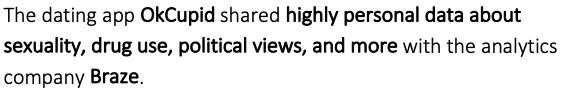 The dating app OkCupid shared highly personal data about
sexuality, drug use, political views, and more with the analytics
company Braze.